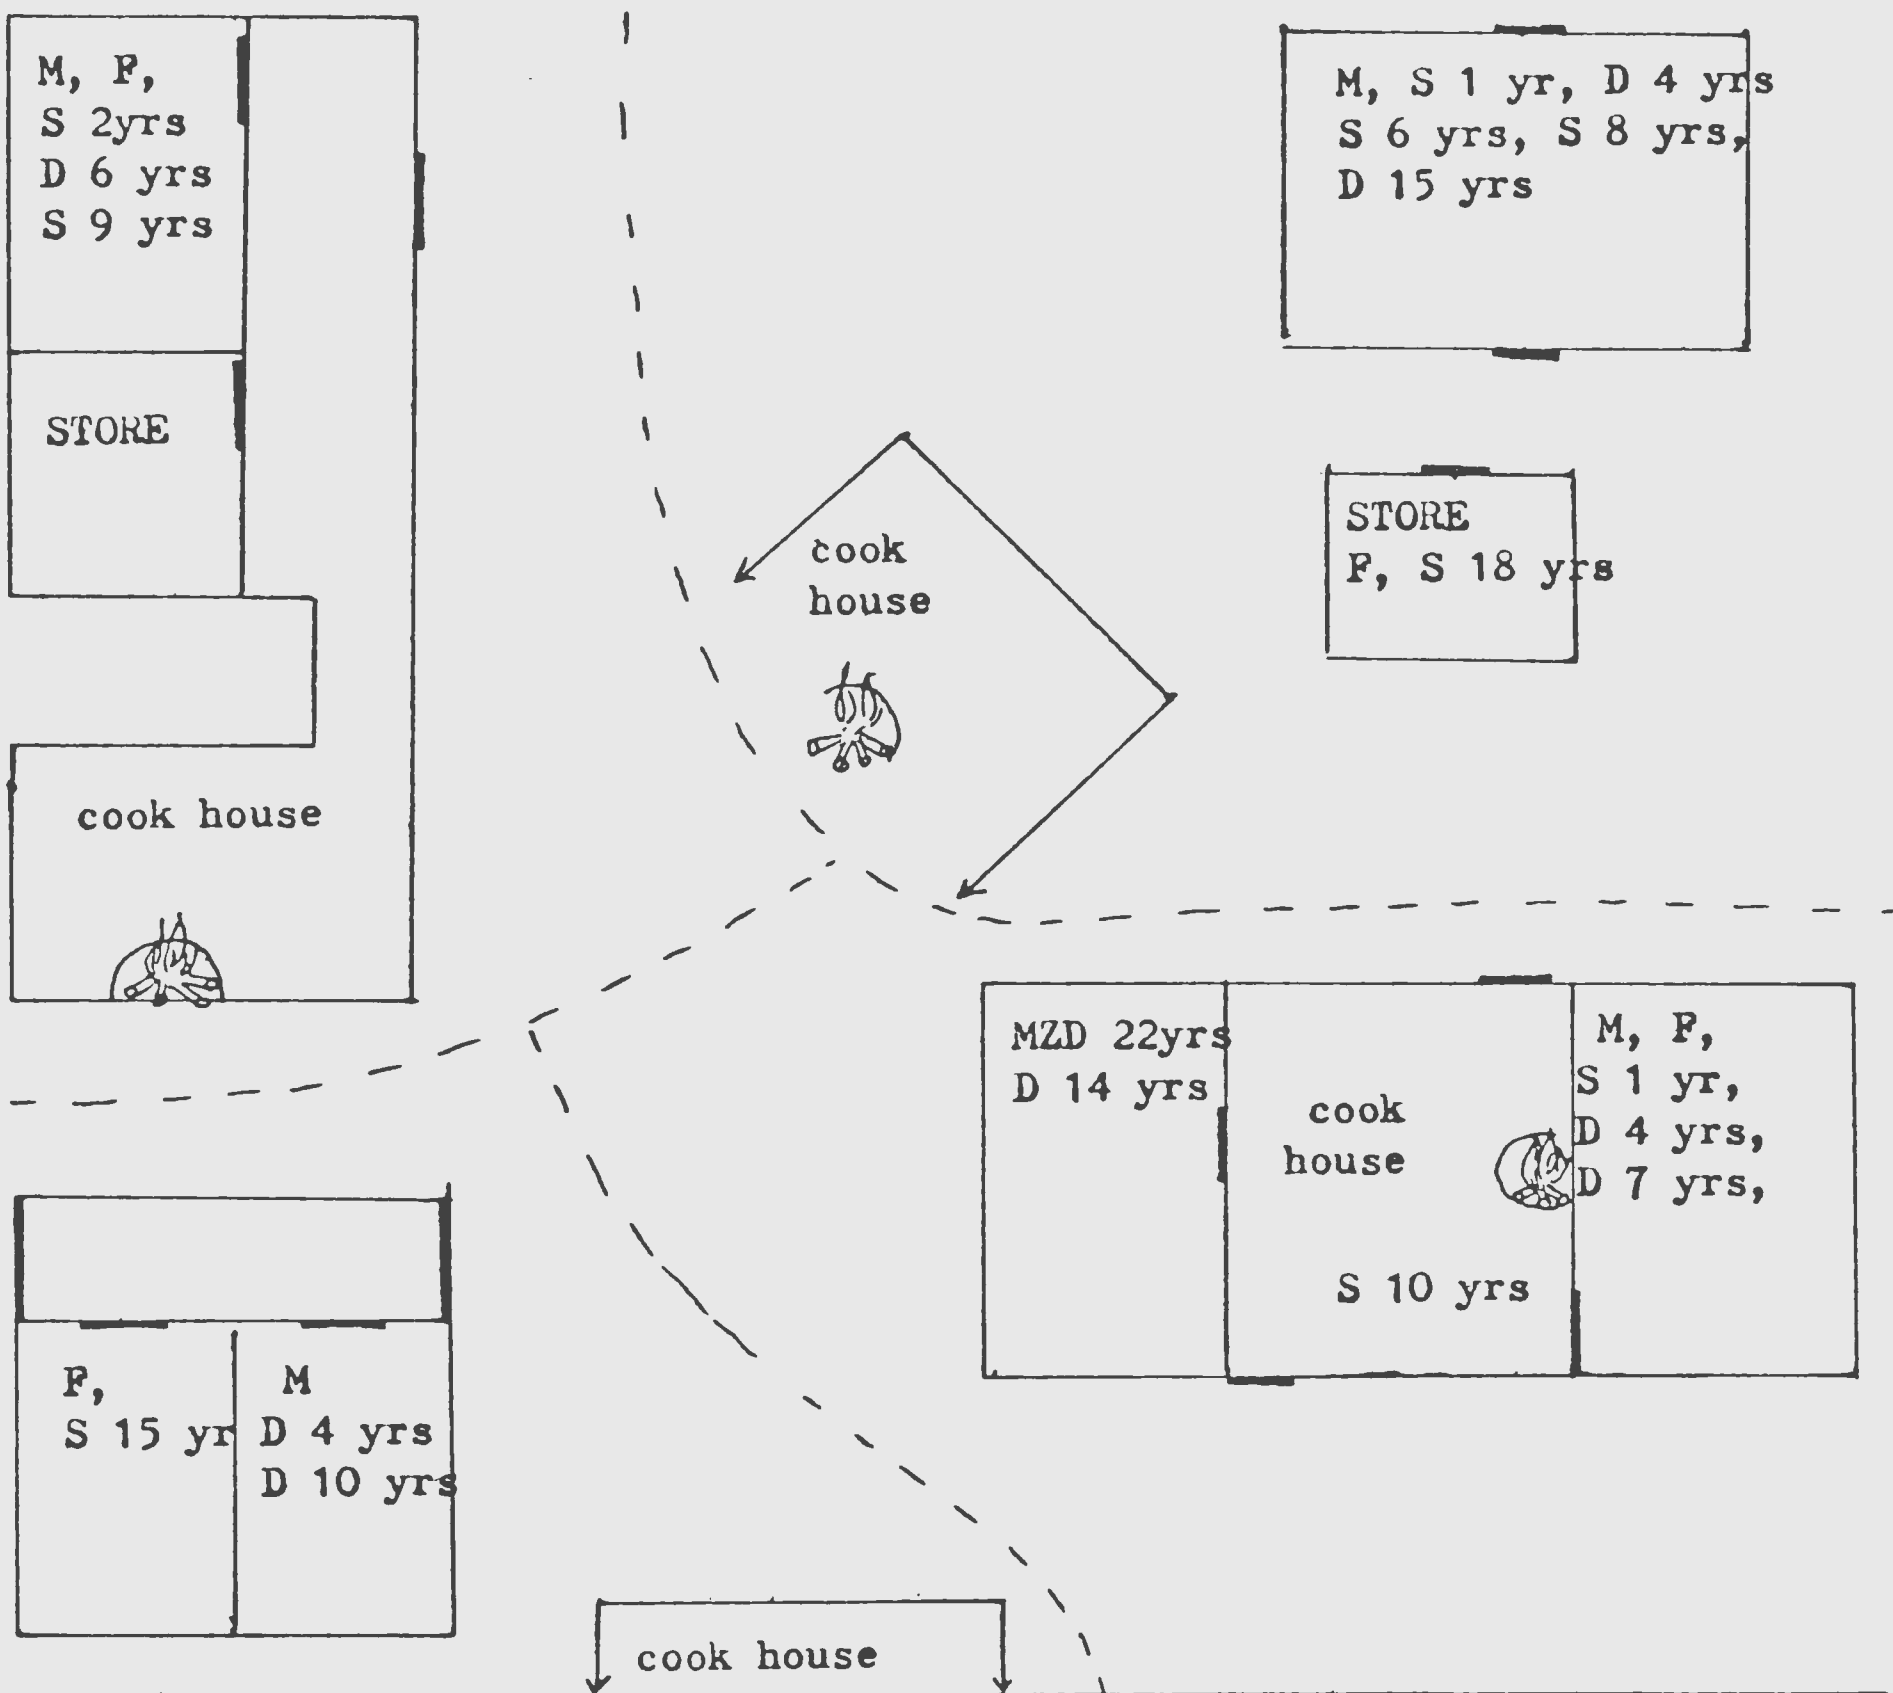 M, F,
S 2yrs
D 6 yrs
S 9 yrs
STORE
cook house
M, S 1 yr, D 4 yrs
S 6 yrs, S 8 yrs,
D 15 yrs
cook
house
STORE
F, S 18 yrs
MZD 22yrs
D 14 yrs
cook
house
S 10 yrs
M, F,
S 1 yr,
D 4 yrs,
D 7 yrs,
F,
S 15 yr
M
D 4 yrs
D 10 yrs
cook house